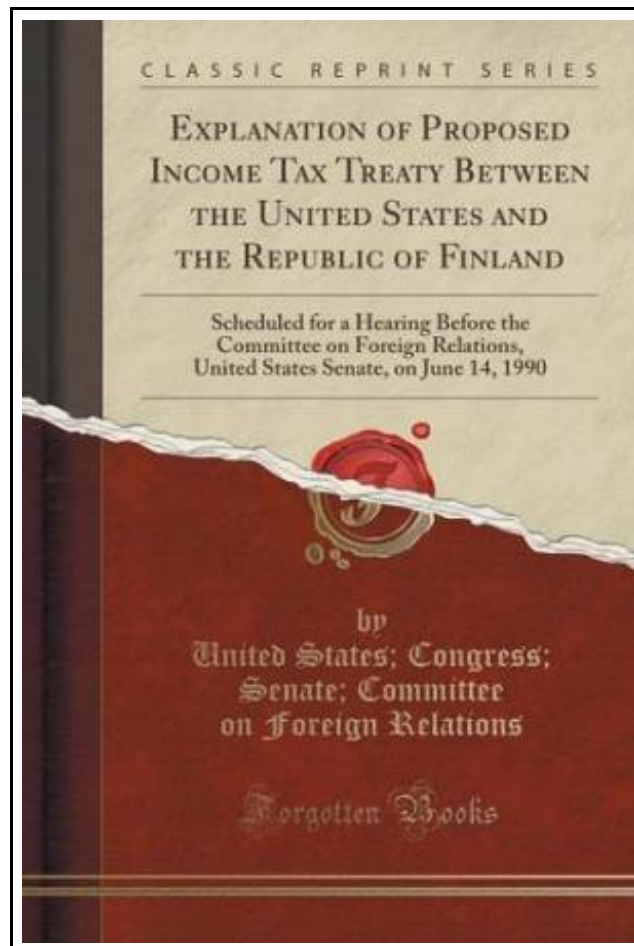 CLASSIC REPRINT SERIES
EXPLANATION OF PROPOSED
INCOME TAX TREATY BETWEEN
THE UNITED STATES AND
THE REPUBLIC OF FINLAND
Scheduled for a Hearing Before the
Committee on Foreign Relations,
United States Senate, on June 14, 1990
by
United States; Congress;
Senate; Committee
on Foreign Relations
Forgotten Books